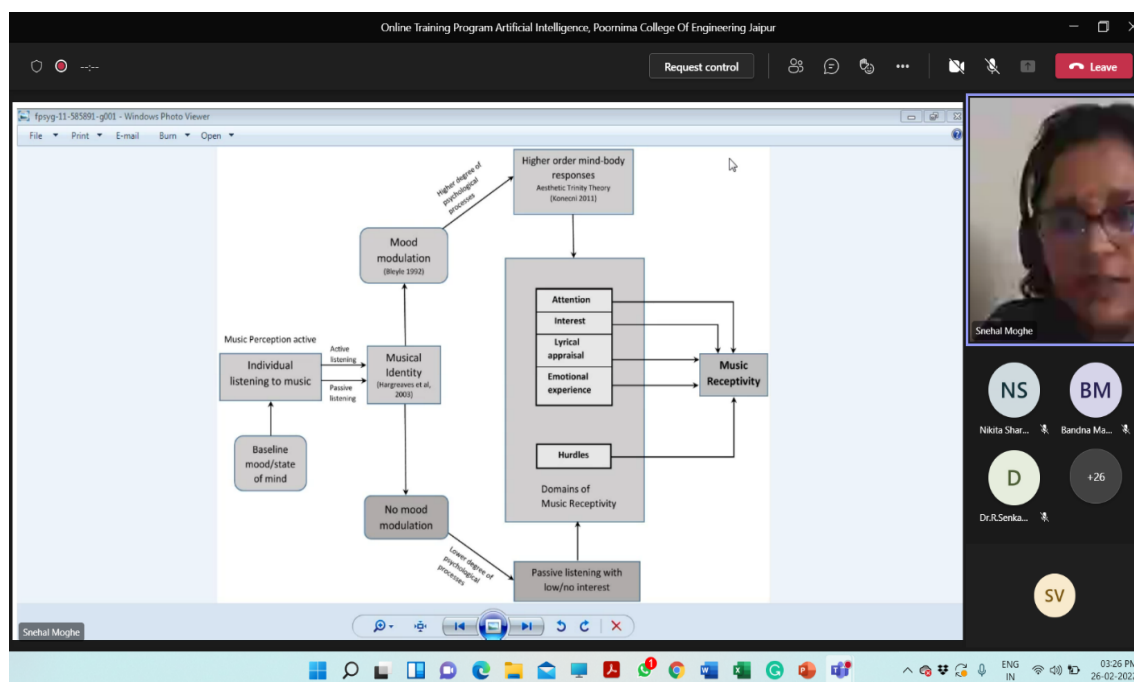 Online Training Program Artificial Intelligence, Poornima College Of Engineering Jaipur
--:--
Request control
Leave
fpsyg-11-585891-g001 - Windows Photo Viewer
File Print E-mail Burn Open
Higher order mind-body
responses
Aesthetic Trinity Theory
(Konecni 2011)
Higher degree of
psychological
processes
Mood
modulation
(Bleyle 1992)
Music Perception active
Individual
listening to music
Active
listening
Passive
listening
Musical
Identity
(Hargreaves et al,
2003)
Baseline
mood/state
of mind
No mood
modulation
Lower degree of
psychological
processes
Passive listening with
low/no interest
Attention
Interest
Lyrical
appraisal
Emotional
experience
Hurdles
Domains of
Music Receptivity
Music
Receptivity
Snehal Moghe
Snehal Moghe
NS
BM
Nikita Shar...
Bandna Ma...
D
+26
Dr.R.Senka...
SV
1
ENG
IN
03:26 PM
26-02-202